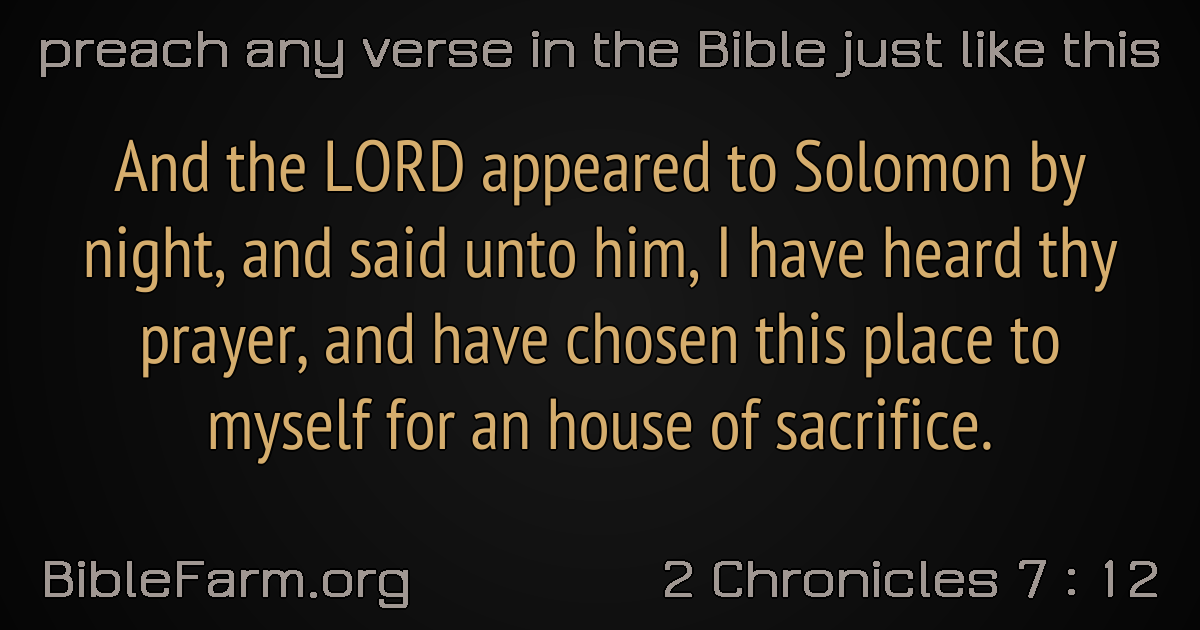 preach any verse in the Bible just like this
And the LORD appeared to Solomon by
night, and said unto him, I have heard thy
prayer, and have chosen this place to
myself for an house of sacrifice.
BibleFarm.org
2 Chronicles 7 : 12